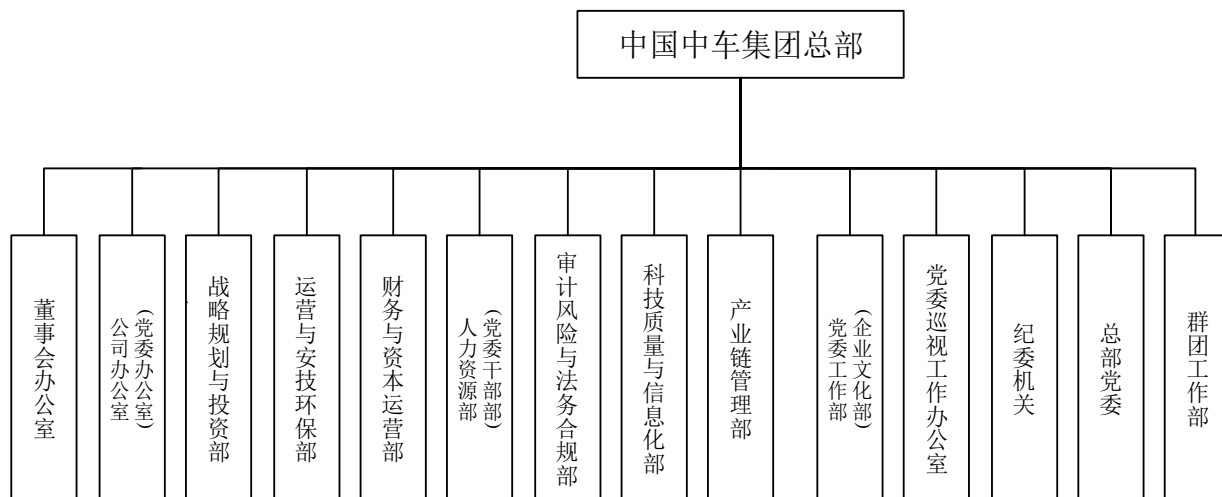 中国中车集团总部
董事会办公室
公司办公室
(党委办公室)
战略规划与投资部
运营与安技环保部
财务与资本运营部
人力资源部
(党委干部部)
审计风险与法务合规部
科技质量与信息化部
产业链管理部
党委工作部
(企业文化部)
党委巡视工作办公室
纪委机关
总部党委
群团工作部